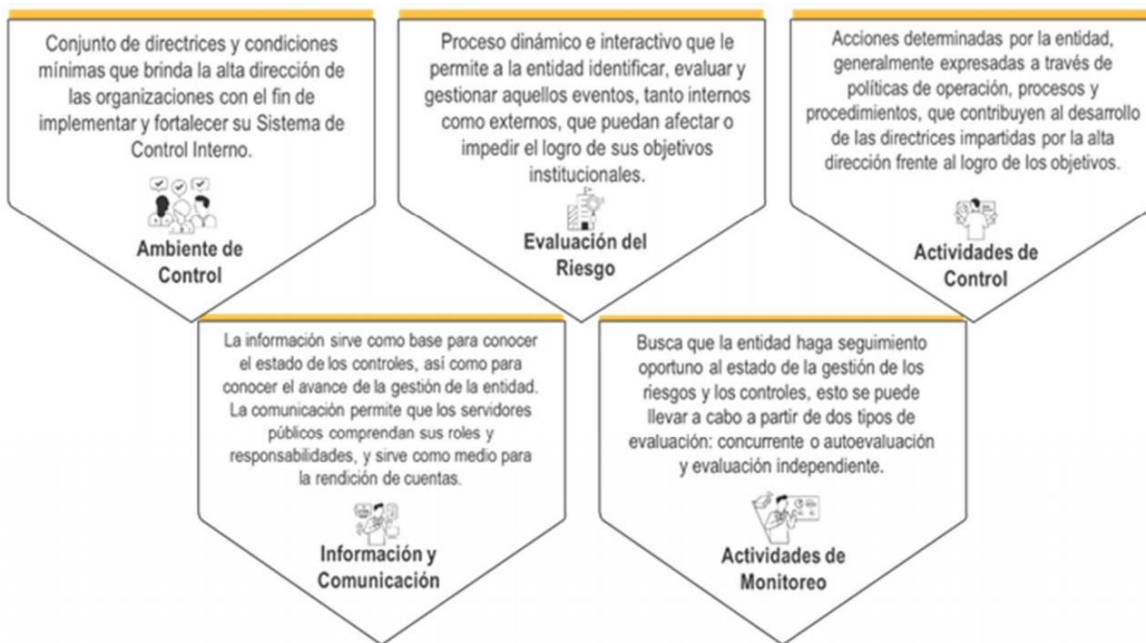 Conjunto de directrices y condiciones
mínimas que brinda la alta dirección de
las organizaciones con el fin de
implementar y fortalecer su Sistema de
Control Interno.
Ambiente de
Control
Proceso dinámico e interactivo que le
permite a la entidad identificar, evaluar y
gestionar aquellos eventos, tanto internos
como externos, que puedan afectar o
impedir el logro de sus objetivos
institucionales.
Evaluación del
Riesgo
Acciones determinadas por la entidad,
generalmente expresadas a través de
políticas de operación, procesos y
procedimientos, que contribuyen al desarrollo
de las directrices impartidas por la alta
dirección frente al logro de los objetivos.
Actividades de
Control
La información sirve como base para conocer
el estado de los controles, así como para
conocer el avance de la gestión de la entidad.
La comunicación permite que los servidores
públicos comprendan sus roles y
responsabilidades, y sirve como medio para
la rendición de cuentas.
Información y
Comunicación
Busca que la entidad haga seguimiento
oportuno al estado de la gestión de los
riesgos y los controles, esto se puede
llevar a cabo a partir de dos tipos de
evaluación: concurrente o autoevaluación
y evaluación independiente.
Actividades de
Monitoreo